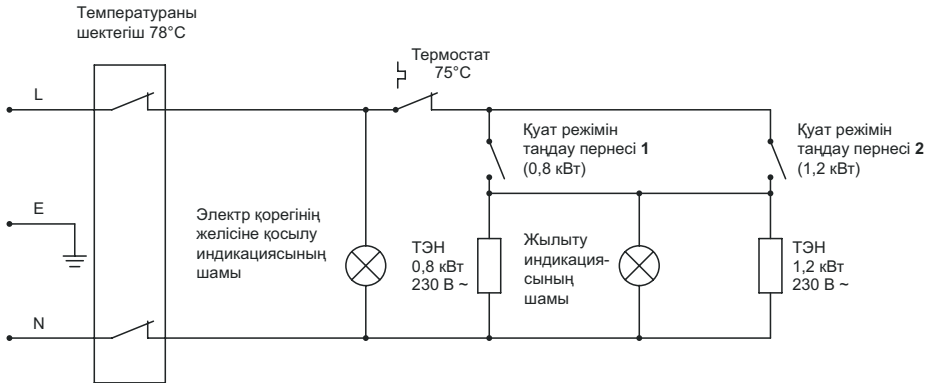 Температураны
шектегіш 78°C
Термостат
75°C
L
Қуат режімін
таңдау пернесі 1
(0,8 кВт)
Қуат режімін
таңдау пернесі 2
(1,2 кВт)
E
Электр қорегінің
желісіне қосылу
индикациясының
шамы
ТЭН
0,8 кВт
230 В ~
Жылыту
индикация-
сының
шамы
ТЭН
1,2 кВт
230 В ~
N